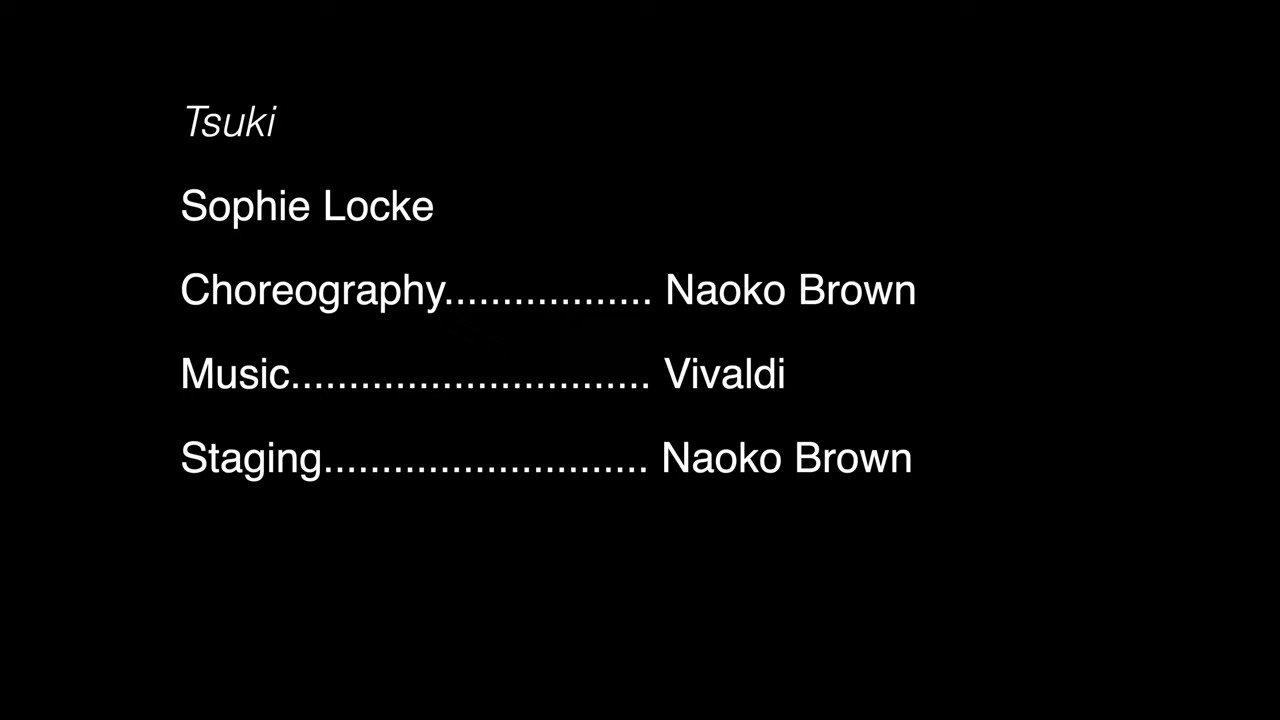 Tsuki
Sophie Locke
Choreography.................. Naoko Brown
Music............................... Vivaldi
Staging............................ Naoko Brown